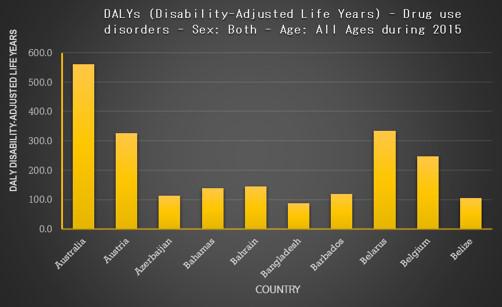 DALYs (Disability-Adjusted Life Years) - Drug use
disorders - Sex: Both - Age: All Ages during 2015
DALY DISABILITY-ADJUSTED LIFE YEARS
600.0
500.0
400.0
300.0
200.0
100.0
0.0
Australia
Austria
Azerbaijan
Bahamas
Bahrain
Bangladesh
Barbados
Belarus
Belgium
Belize
COUNTRY